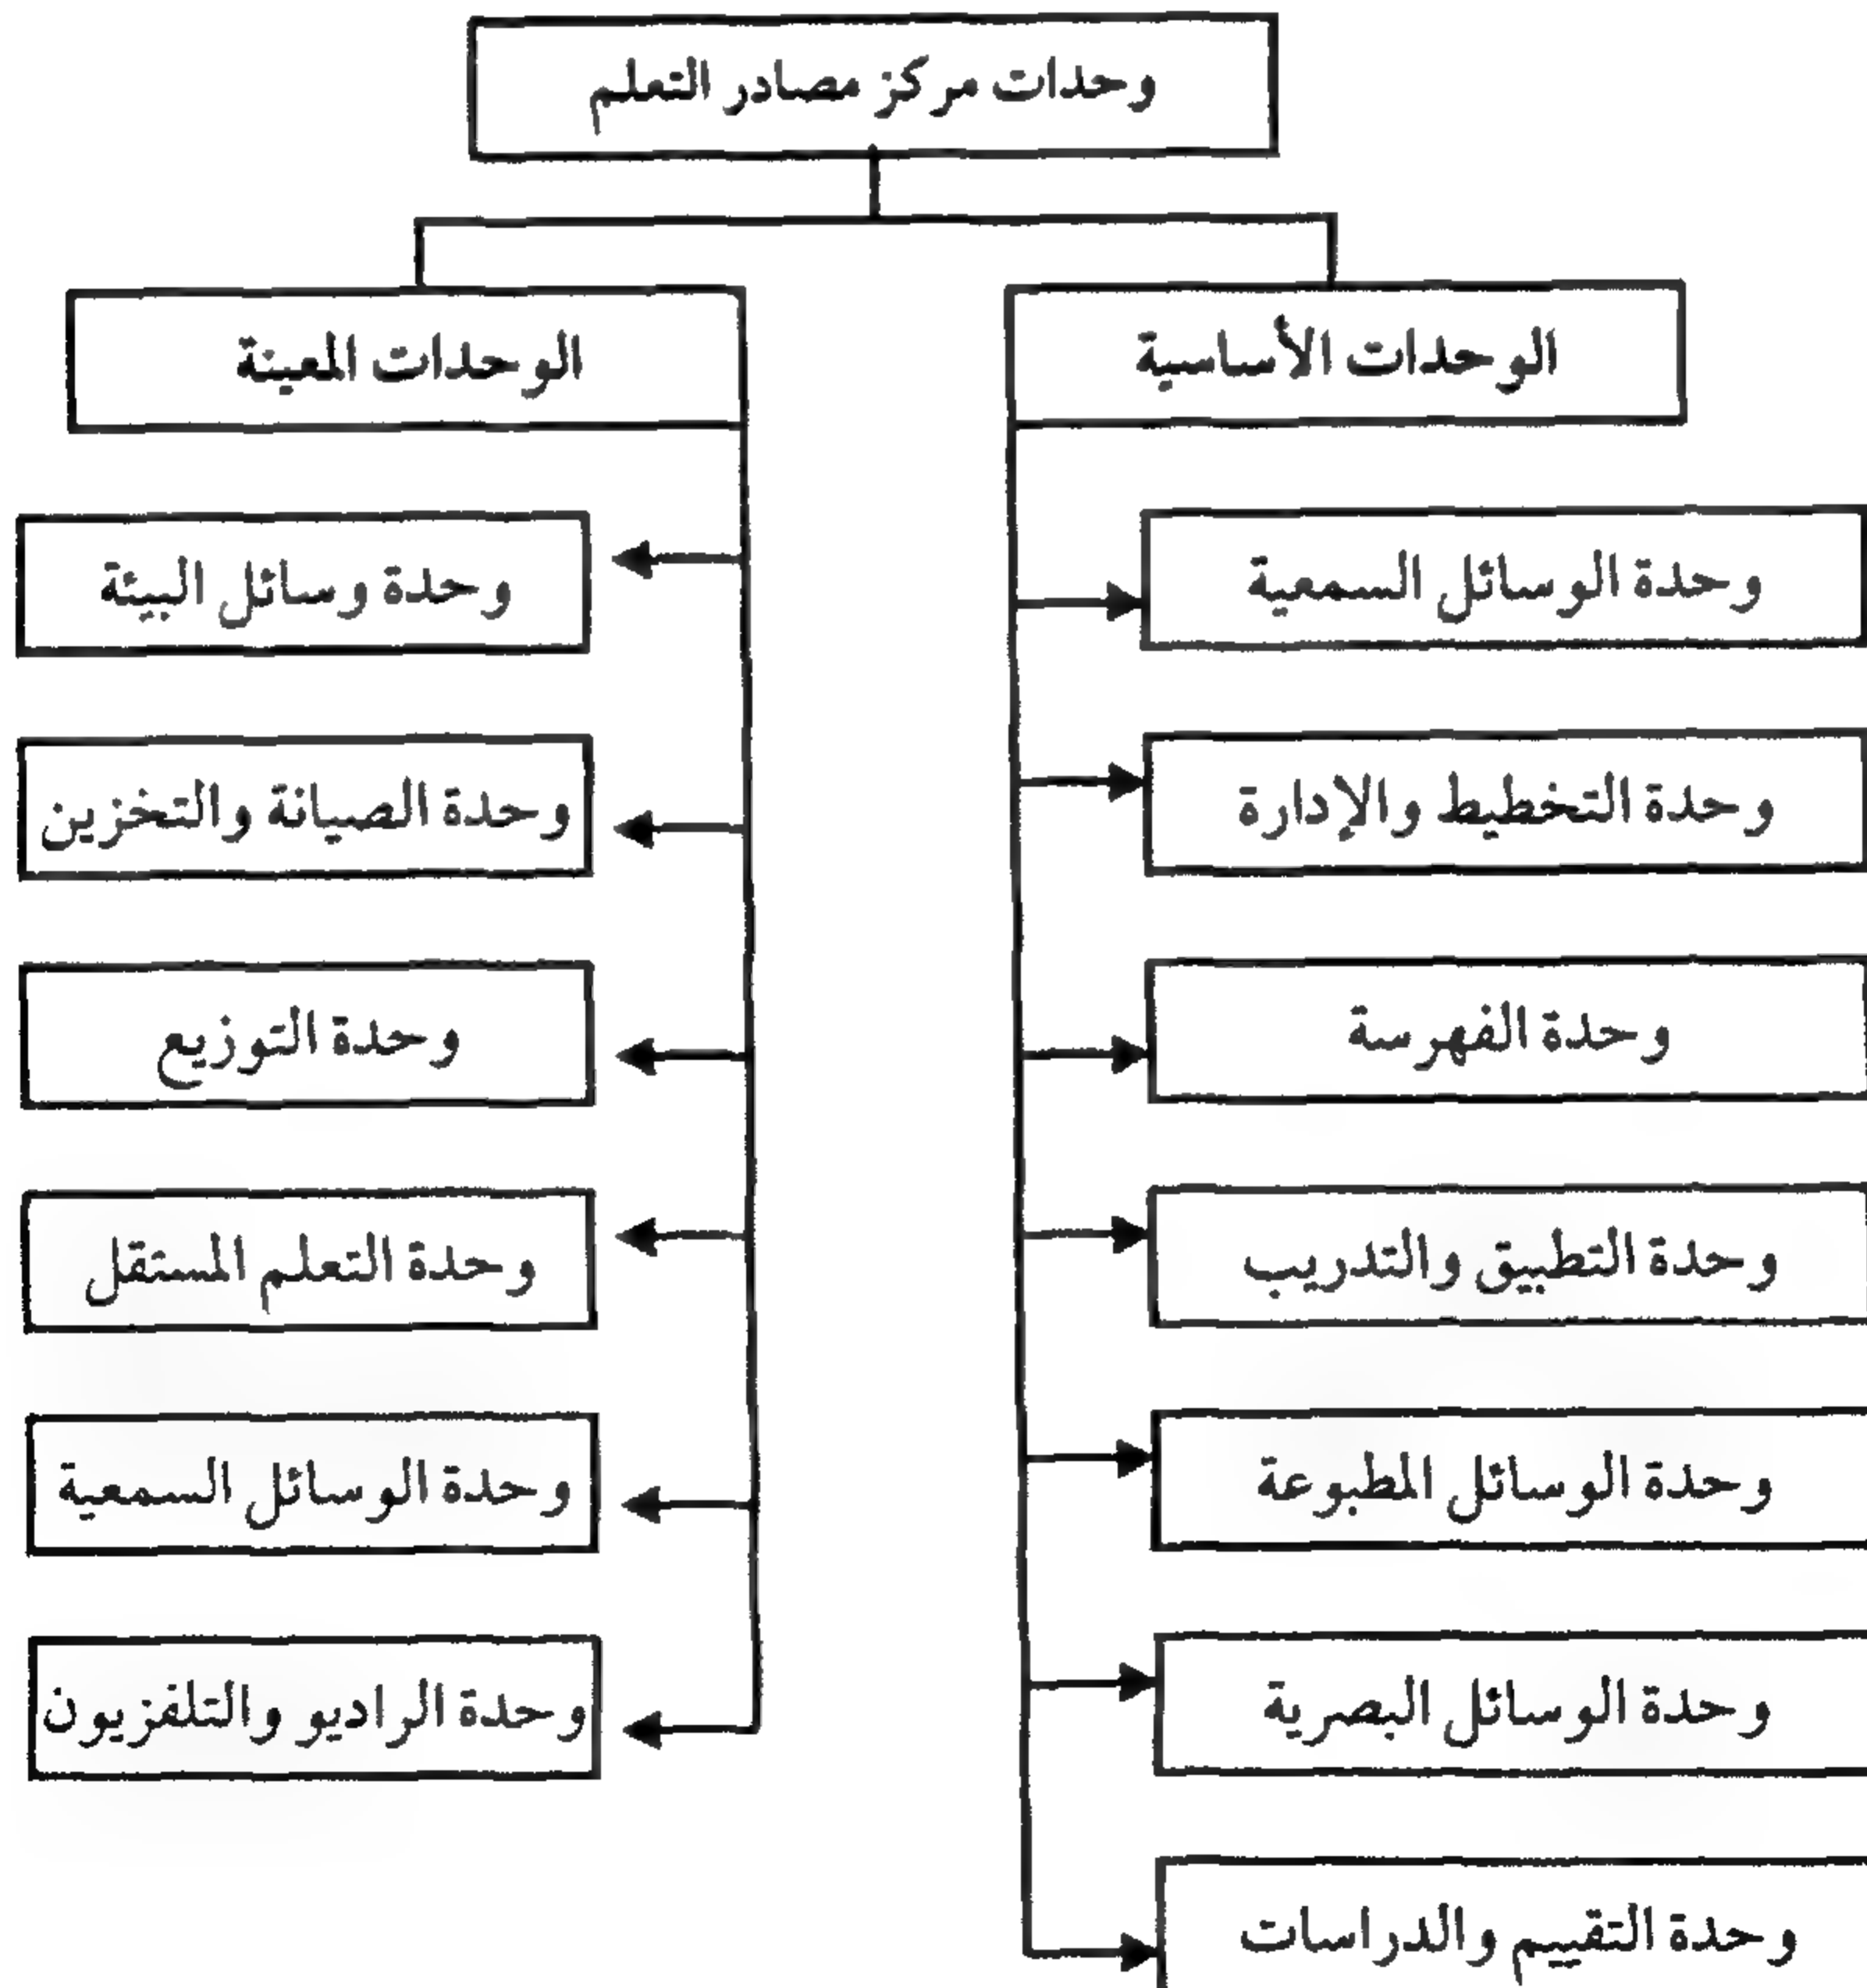 وحدات مركز مصادر التعلم
الوحدات الأساسية
وحدة الوسائل السمعية
وحدة التخطيط والإدارة
وحدة الفهرسة
وحدة التطبيق والتدريب
وحدة الوسائل المطبوعة
وحدة الوسائل البصرية
وحدة التقييم والدراسات
الوحدات المعينة
وحدة وسائل البيئة
وحدة الصيانة والتخزين
وحدة التوزيع
وحدة التعلم المستقل
وحدة الوسائل السمعية
وحدة الراديو والتلفزيون